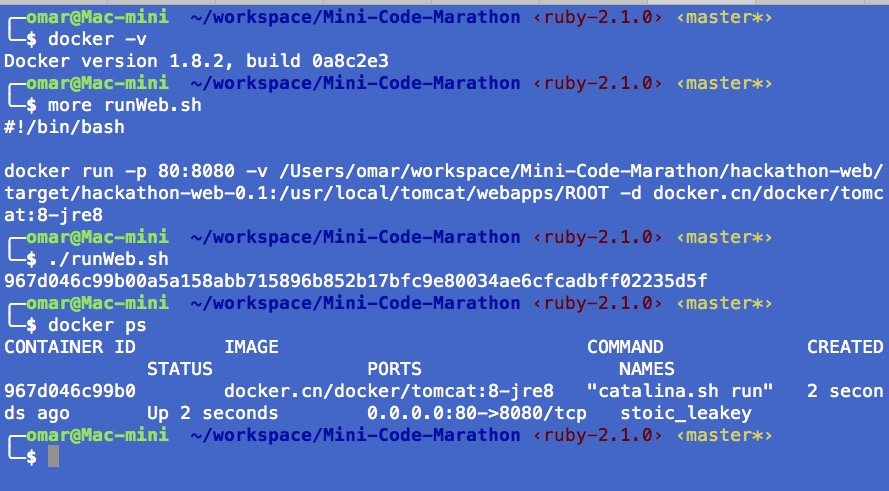 ╭─omar@Mac-mini ~/workspace/Mini-Code-Marathon ‹ruby-2.1.0› ‹master*›
╰─$ docker -v
Docker version 1.8.2, build 0a8c2e3
╭─omar@Mac-mini ~/workspace/Mini-Code-Marathon ‹ruby-2.1.0› ‹master*›
╰─$ more runWeb.sh
#!/bin/bash

docker run -p 80:8080 -v /Users/omar/workspace/Mini-Code-Marathon/hackathon-web/
target/hackathon-web-0.1:/usr/local/tomcat/webapps/ROOT -d docker.cn/docker/tomc
at:8-jre8
╭─omar@Mac-mini ~/workspace/Mini-Code-Marathon ‹ruby-2.1.0› ‹master*›
╰─$ ./runWeb.sh
967d046c99b00a5a158abb715896b852b17bfc9e80034ae6cfcadbff02235d5f
╭─omar@Mac-mini ~/workspace/Mini-Code-Marathon ‹ruby-2.1.0› ‹master*›
╰─$ docker ps
CONTAINER ID        IMAGE                            COMMAND             CREATED
             STATUS              PORTS                  NAMES
967d046c99b0        docker.cn/docker/tomcat:8-jre8   "catalina.sh run"   2 secon
ds ago       Up 2 seconds        0.0.0.0:80->8080/tcp   stoic_leakey
╭─omar@Mac-mini ~/workspace/Mini-Code-Marathon ‹ruby-2.1.0› ‹master*›
╰─$